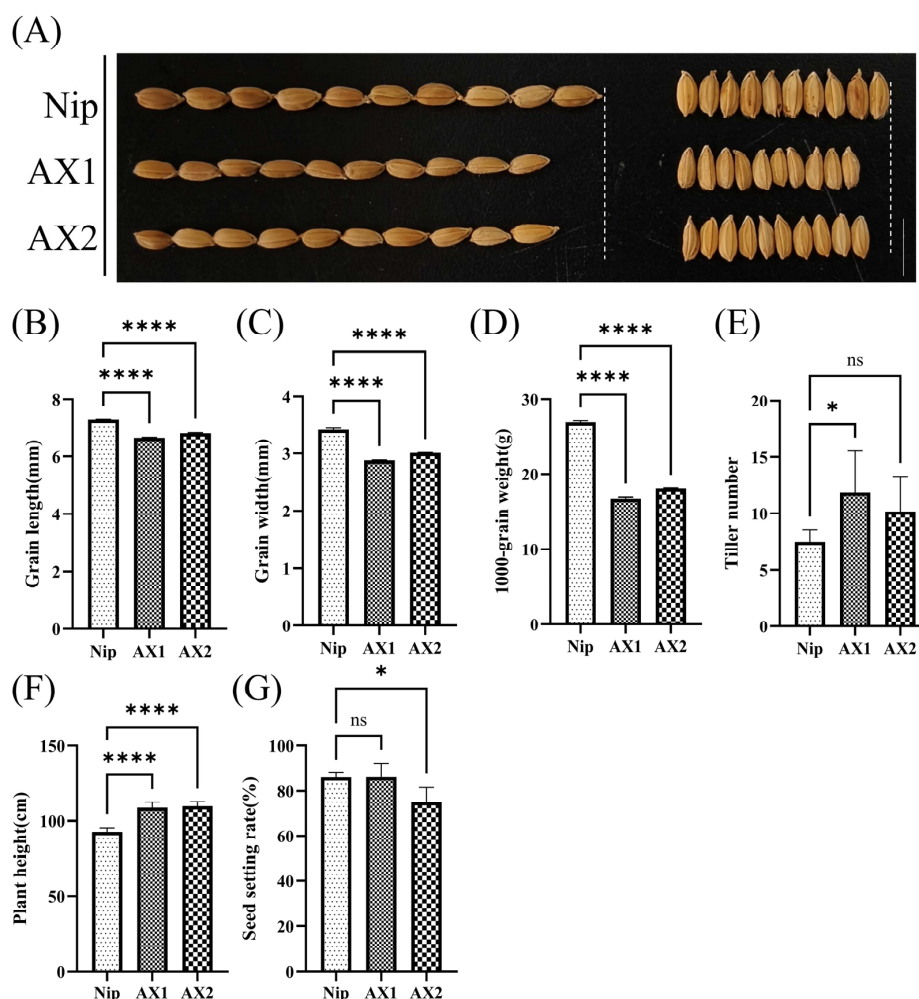 (A)
Nip
AX1
AX2
(B)
(C)
(D)
(E)
****
****
Grain length(mm)
8
6
4
2
0
Nip AX1 AX2
****
****
Grain width(mm)
4
3
2
1
0
Nip AX1 AX2
****
****
1000-grain weight(g)
30
20
10
0
Nip AX1 AX2
ns
*
Tiller number
20
15
10
5
0
Nip AX1 AX2
(F)
(G)
****
****
Plant height(cm)
150
100
50
0
Nip AX1 AX2
*
ns
Seed setting rate(%)
100
80
60
40
20
0
Nip AX1 AX2